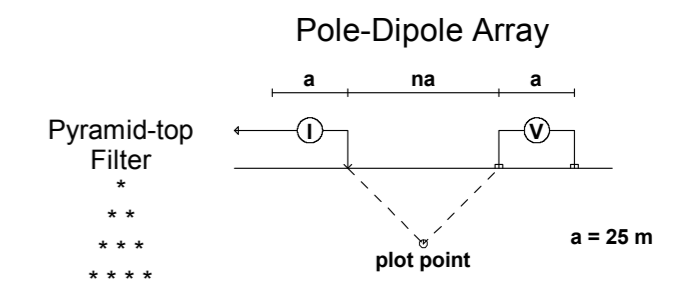 Pole-Dipole Array
a na a
I V
Pyramid-top
Filter
*
* *
* * *
* * * *
a = 25 m
plot point